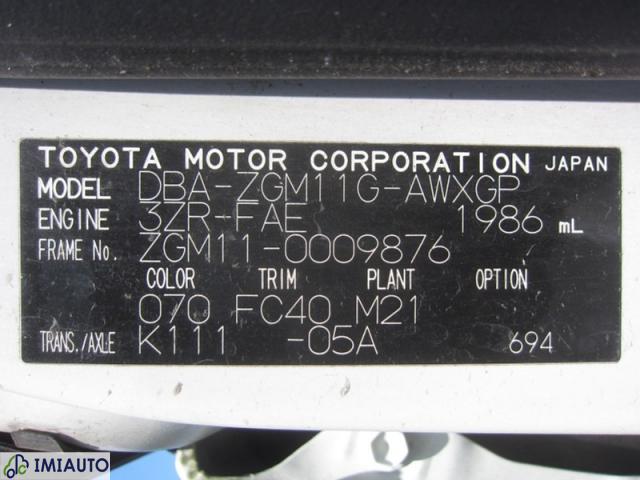 TOYOTA MOTOR CORPORATION JAPAN
MODEL DBA-ZGM11G-AWXGP
ENGINE 3ZR-FAE 1986 mL
FRAME No. ZGM11-0009876
COLOR TRIM PLANT OPTION
070 FC40 M21
TRANS./AXLE K111 -05A 694
IMIAUTO